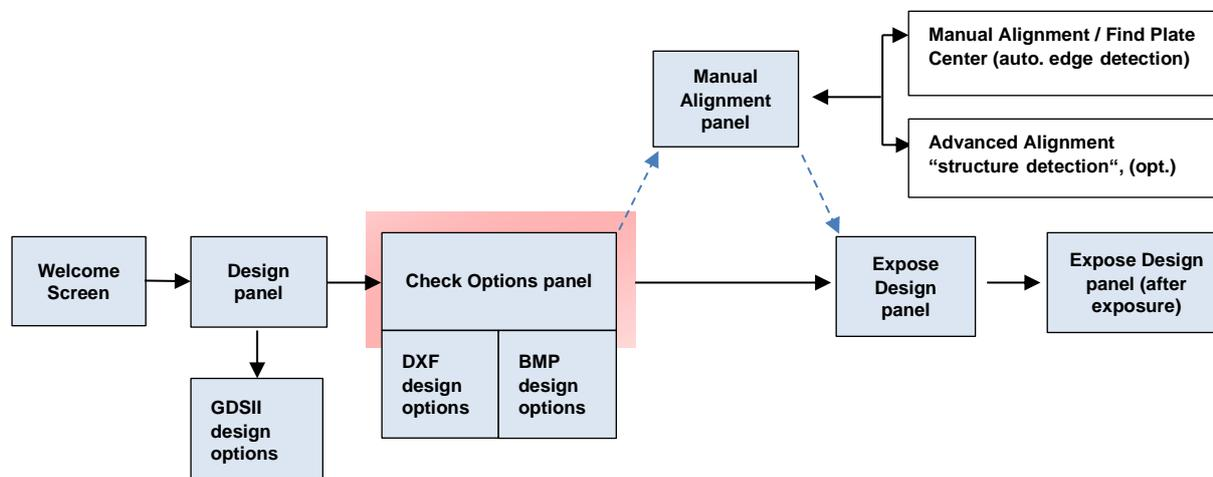 Manual Alignment / Find Plate
Center (auto. edge detection)
Manual
Alignment
panel
Advanced Alignment
“structure detection“, (opt.)
Welcome
Screen
Design
panel
Check Options panel
Expose
Design
panel
Expose Design
panel (after
exposure)
DXF
design
options
BMP
design
options
GDSII
design
options